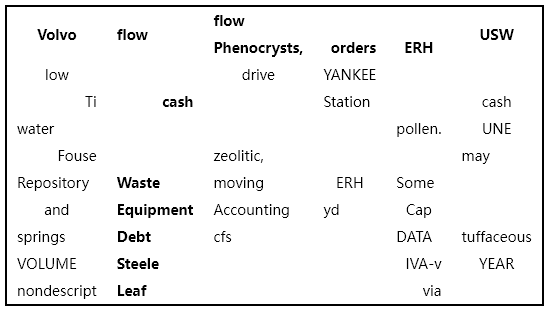 Volvo flow flow Phenocrysts, orders ERH USW
low drive YANKEE
Ti cash Station cash
water pollen. UNE
Fouse zeolitic, may
Repository Waste moving ERH Some
and Equipment Accounting yd Cap
springs Debt cfs DATA tuffaceous
VOLUME Steele IVA-v YEAR
nondescript Leaf via